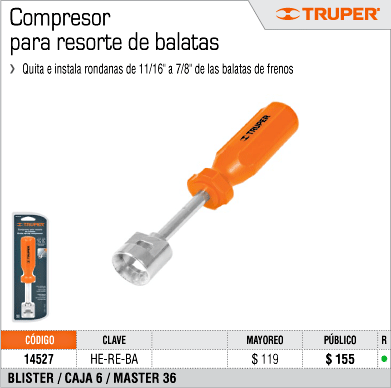 Compresor
para resorte de balatas
TRUPER®
❯ Quita e instala rondanas de 11/16" a 7/8" de las balatas de frenos
TRUPER
TRUPER
CÓDIGO CLAVE MAYOREO PÚBLICO R
14527 HE-RE-BA $ 119 $ 155 ●
BLISTER / CAJA 6 / MASTER 36